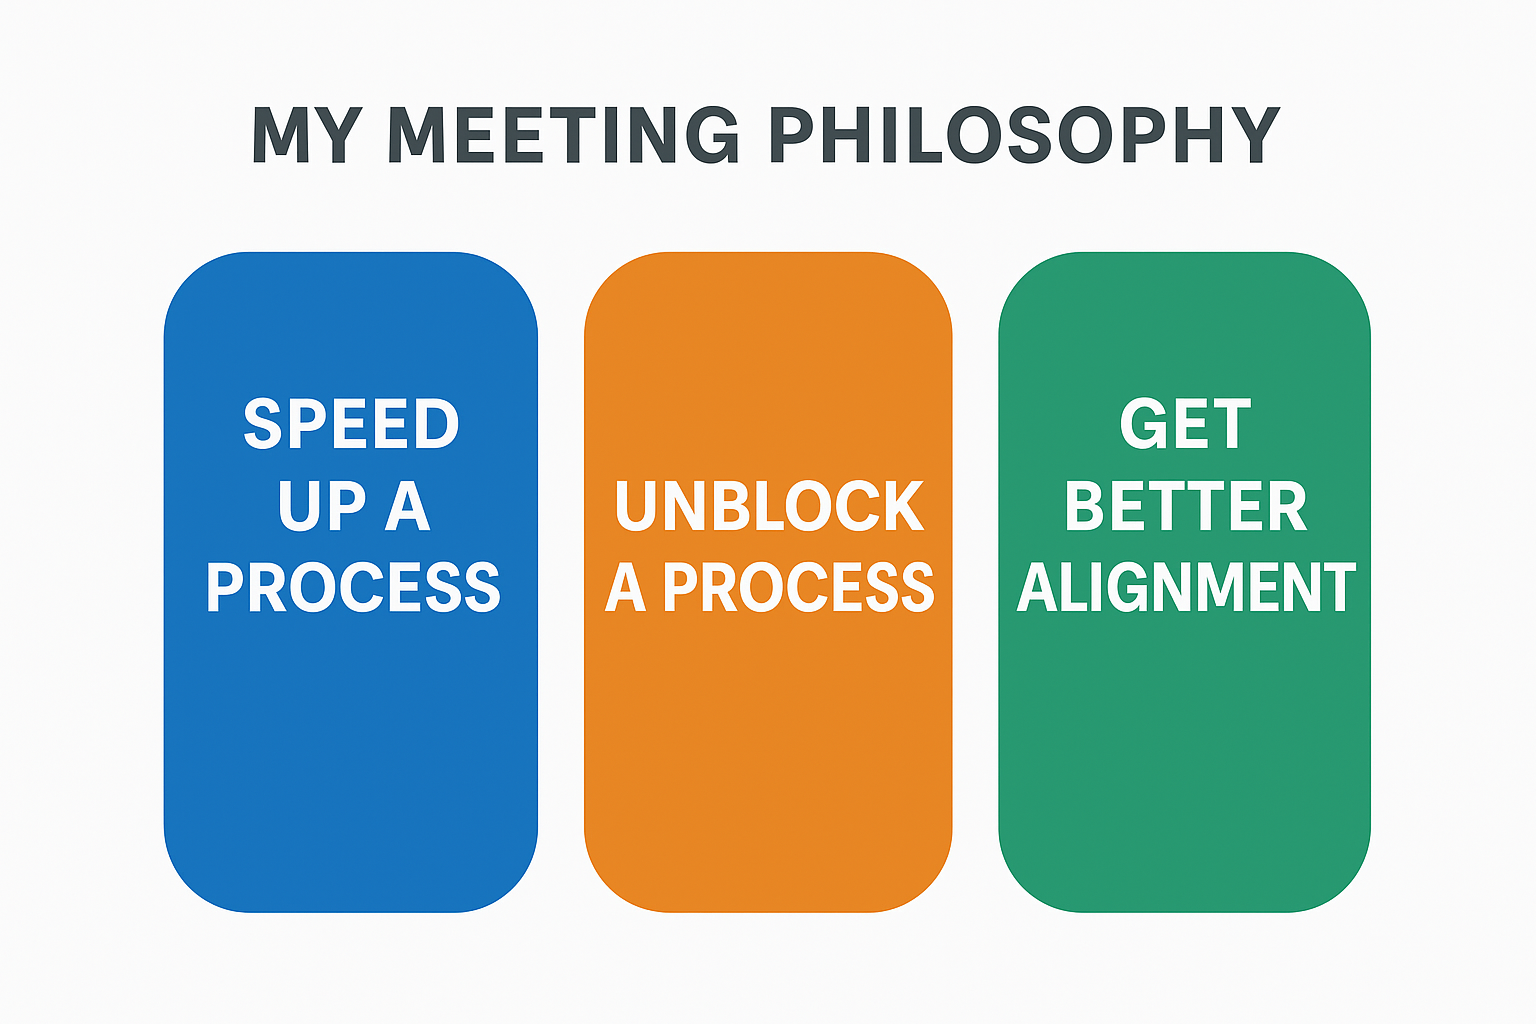 MY MEETING PHILOSOPHY
SPEED
UP A
PROCESS
UNBLOCK
A PROCESS
GET
BETTER
ALIGNMENT